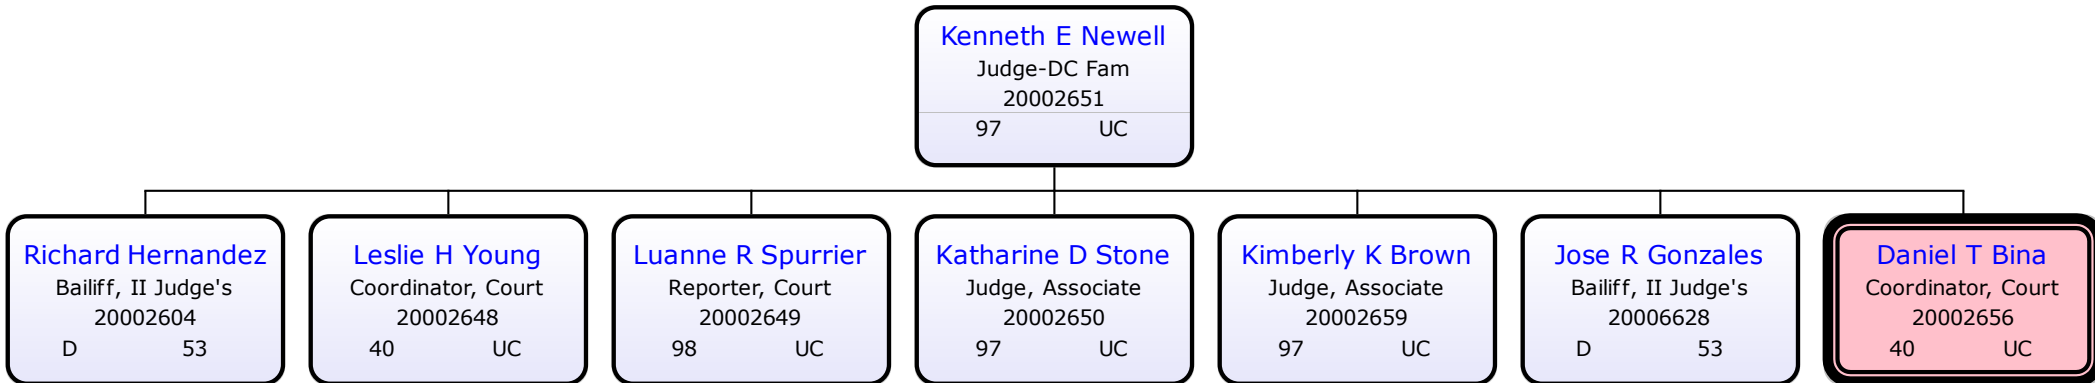 Kenneth E Newell
Judge-DC Fam
20002651
97 UC
Richard Hernandez
Bailiff, II Judge's
20002604
D 53
Leslie H Young
Coordinator, Court
20002648
40 UC
Luanne R Spurrier
Reporter, Court
20002649
98 UC
Katharine D Stone
Judge, Associate
20002650
97 UC
Kimberly K Brown
Judge, Associate
20002659
97 UC
Jose R Gonzales
Bailiff, II Judge's
20006628
D 53
Daniel T Bina
Coordinator, Court
20002656
40 UC